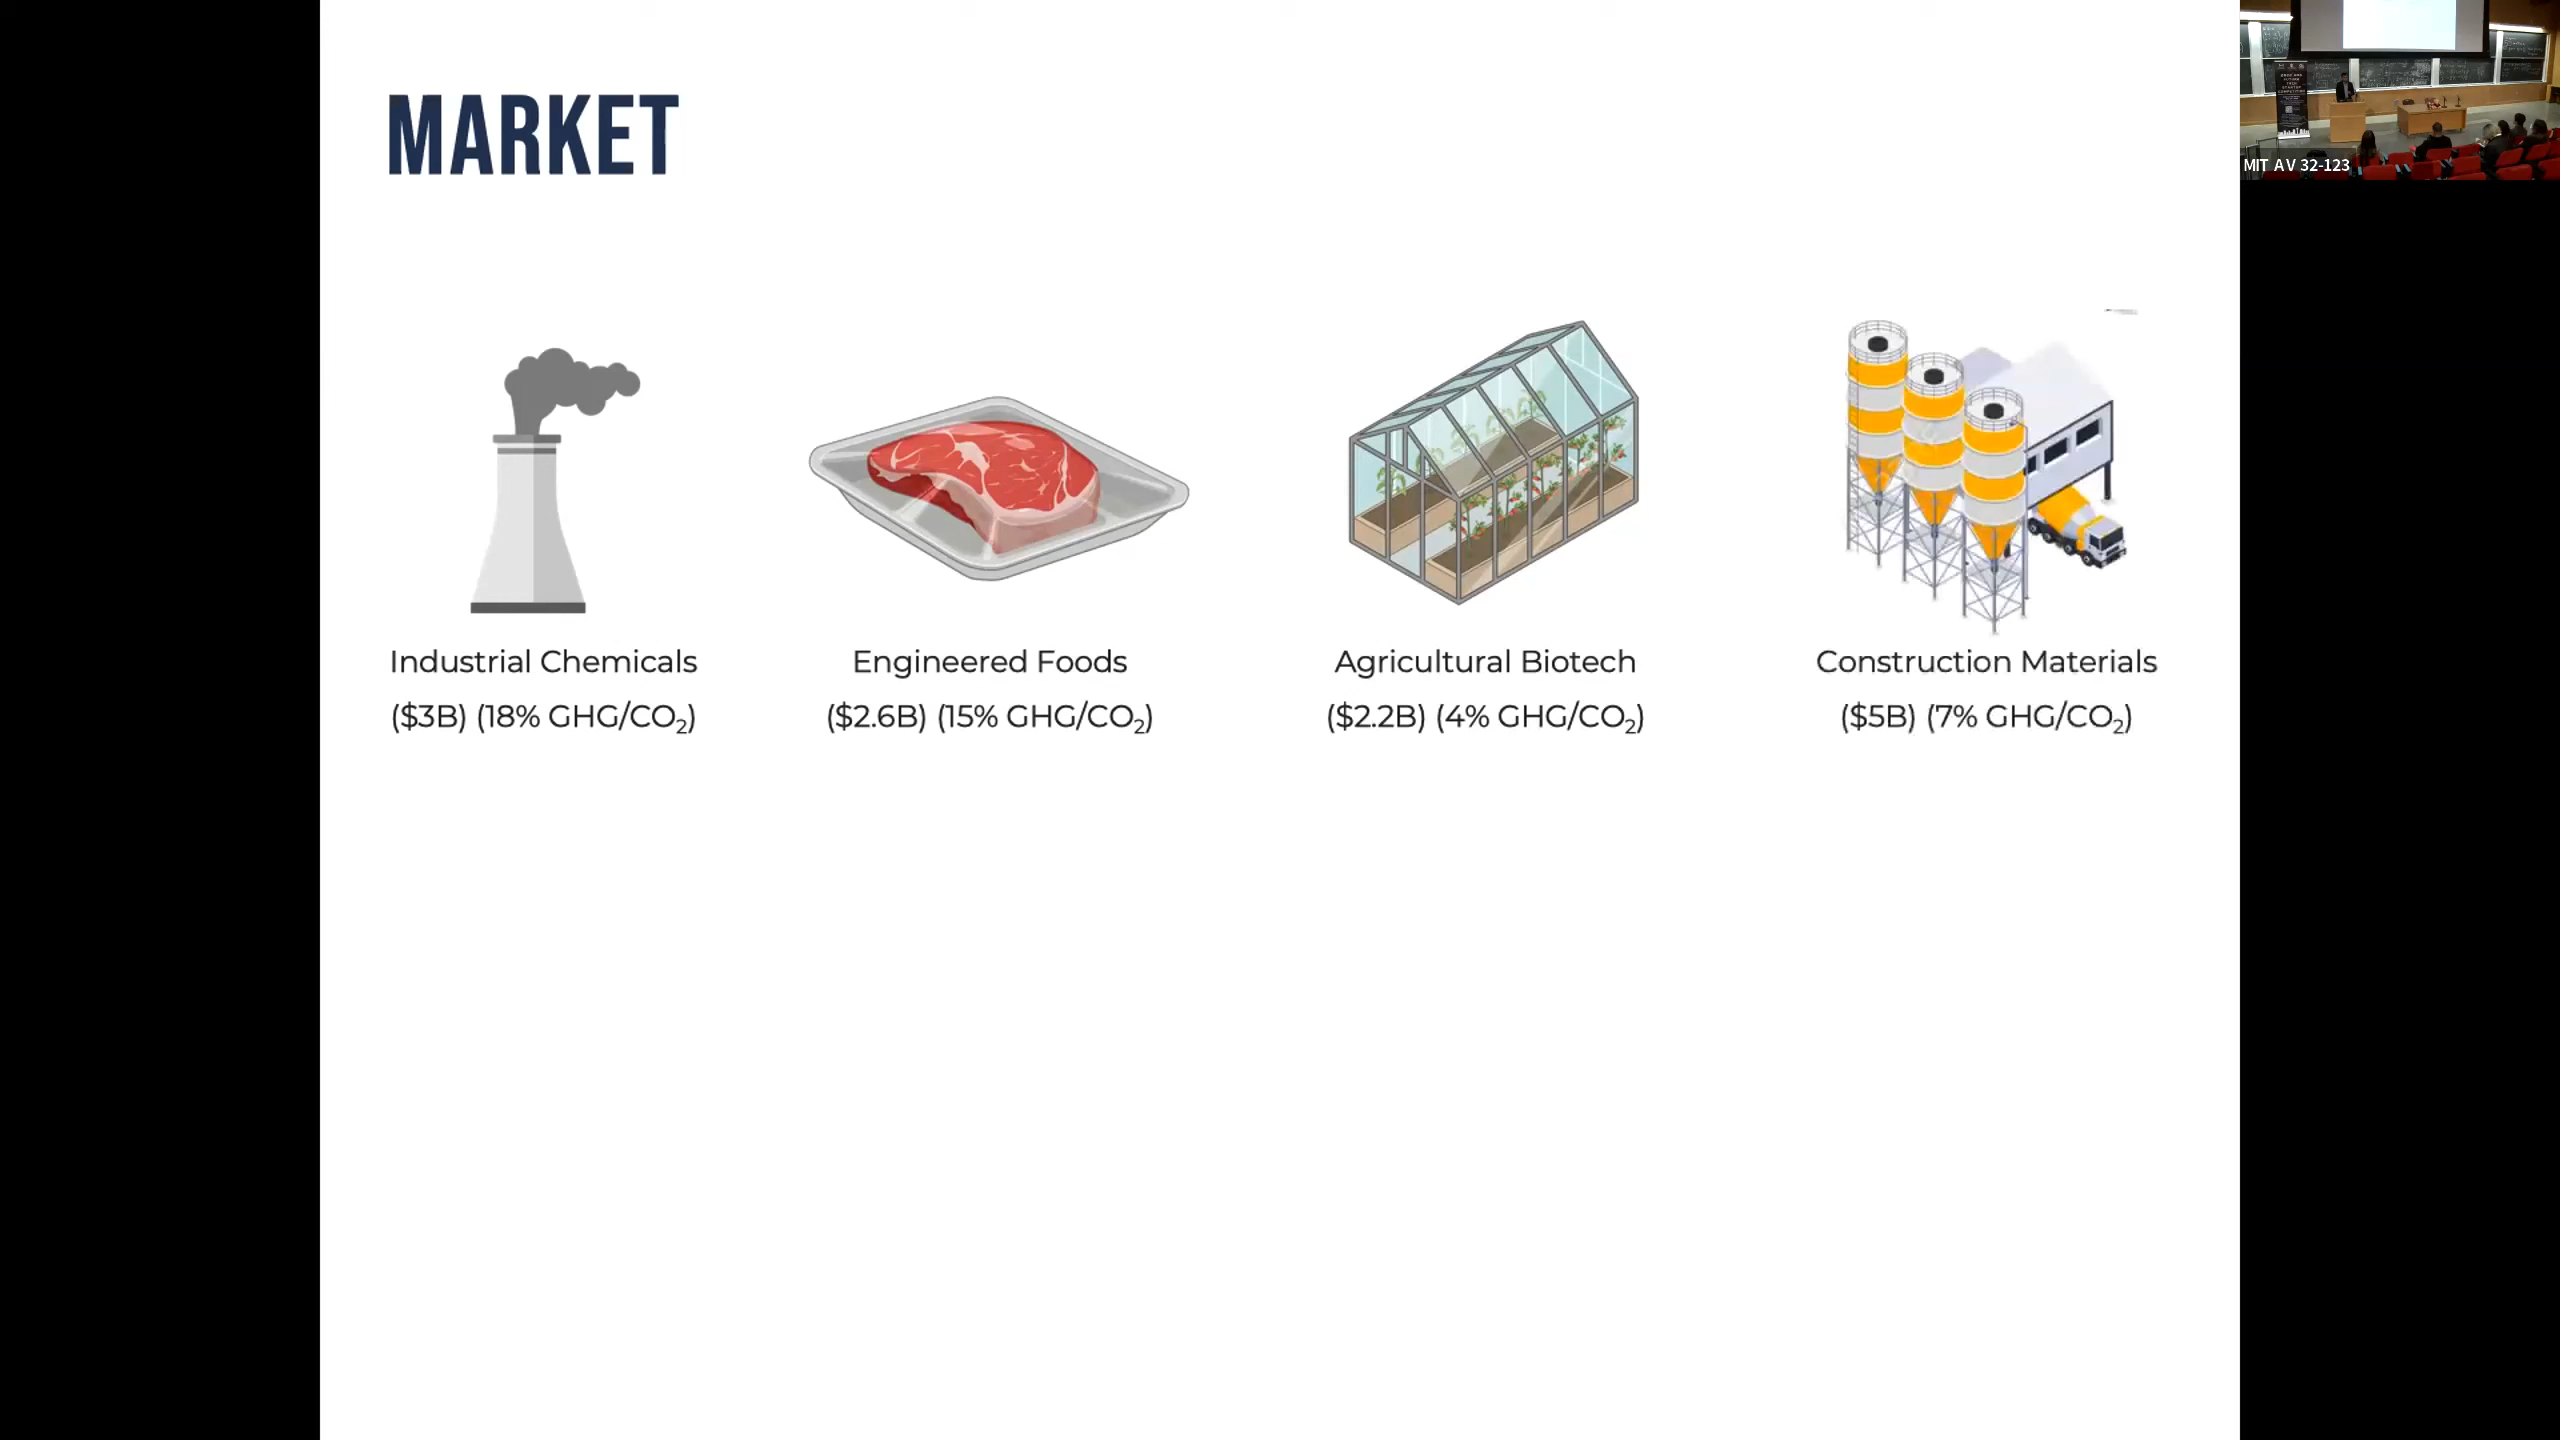 MARKET
Industrial Chemicals
($3B) (18% GHG/CO₂)
Engineered Foods
($2.6B) (15% GHG/CO₂)
Agricultural Biotech
($2.2B) (4% GHG/CO₂)
Construction Materials
($5B) (7% GHG/CO₂)
MIT AV 32-123